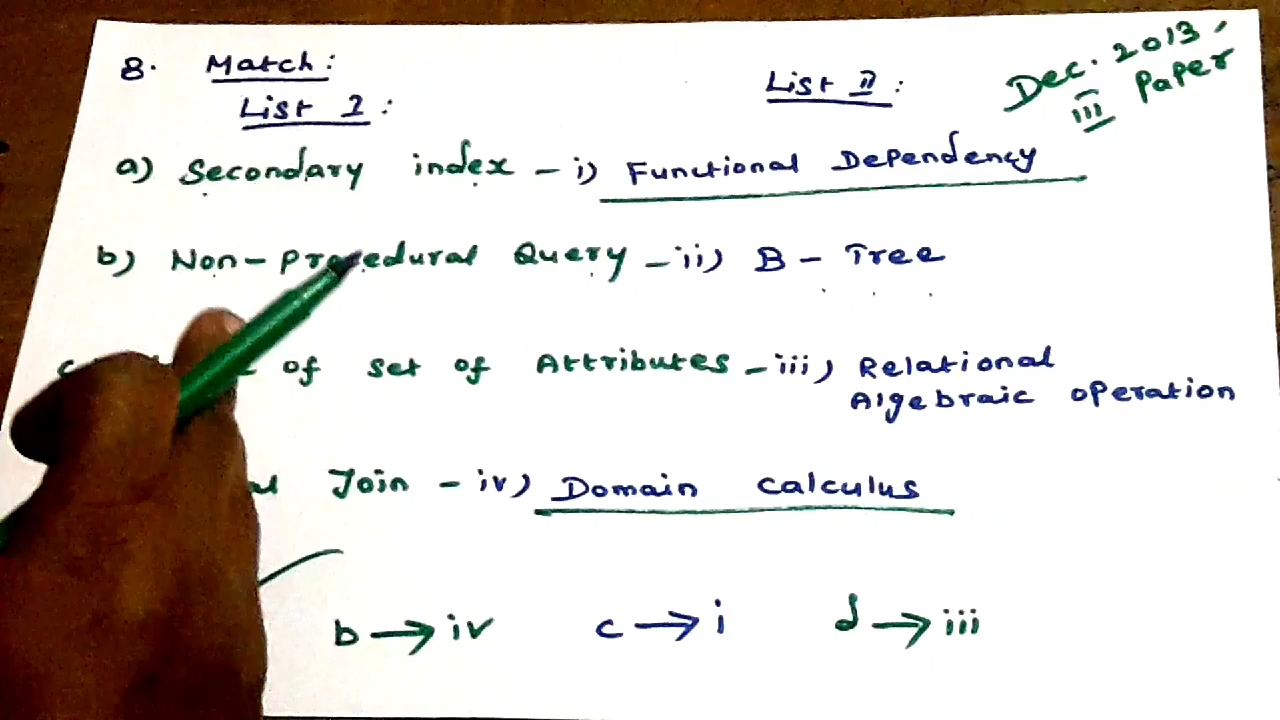 8. Match:
List I :
List II :
Dec. 2013,
III Paper
a) Secondary index - i) Functional Dependency
b) Non-Procedural Query - ii) B - Tree
of set of Attributes - iii) Relational
Algebraic operation
Join - iv) Domain calculus
b → iv c → i d → iii